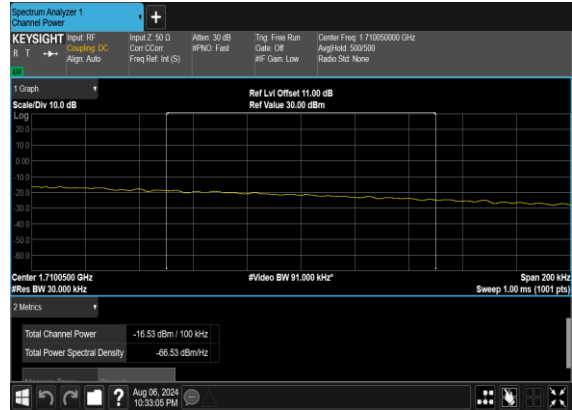 Spectrum Analyzer 1
Channel Power
+
KEYSIGHT Input: RF Input Z: 50 Ω Atten: 30 dB Trig: Free Run Center Freq: 1.710050000 GHz
R T Coupling: DC Corr CCorr #PNO: Fast Gate: Off Avg|Hold: 500/500
Align: Auto Freq Ref: Int (S) #IF Gain: Low Radio Std: None
1 Graph Ref Lvl Offset 11.00 dB
Scale/Div 10.0 dB Ref Value 30.00 dBm
Log
20.0
10.0
0.00
-10.0
-20.0
-30.0
-40.0
-50.0
-60.0
Center 1.7100500 GHz #Video BW 91.000 kHz* Span 200 kHz
#Res BW 30.000 kHz Sweep 1.00 ms (1001 pts)
2 Metrics
Total Channel Power -16.53 dBm / 100 kHz
Total Power Spectral Density -66.53 dBm/Hz
? Aug 06, 2024
10:33:05 PM